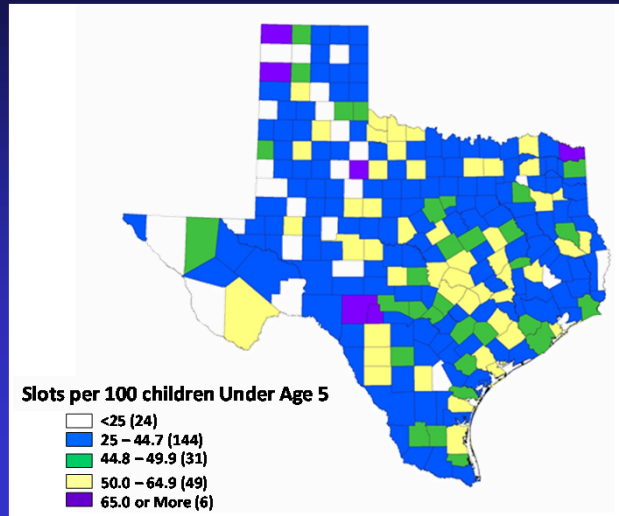 Slots per 100 children Under Age 5
<25 (24)
25 – 44.7 (144)
44.8 – 49.9 (31)
50.0 – 64.9 (49)
65.0 or More (6)